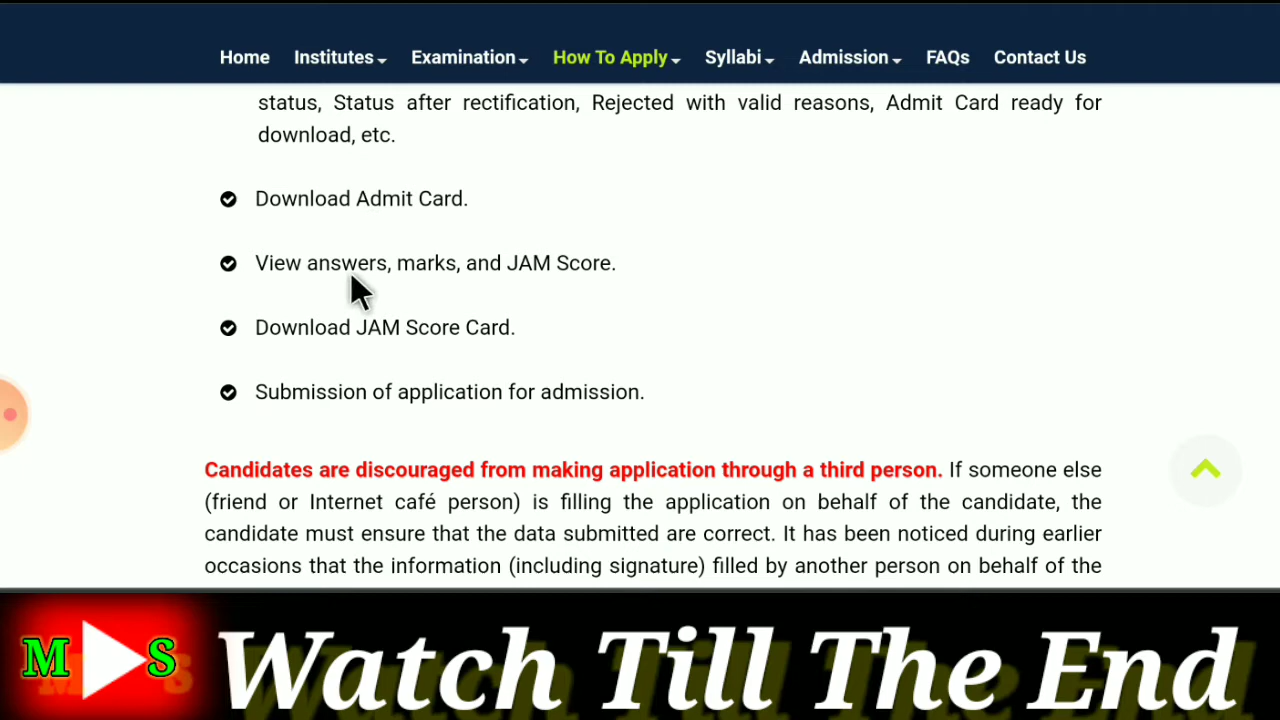 Home Institutes Examination How To Apply Syllabi Admission FAQs Contact Us
status, Status after rectification, Rejected with valid reasons, Admit Card ready for
download, etc.
Download Admit Card.
View answers, marks, and JAM Score.
Download JAM Score Card.
Submission of application for admission.
Candidates are discouraged from making application through a third person. If someone else
(friend or Internet café person) is filling the application on behalf of the candidate, the
candidate must ensure that the data submitted are correct. It has been noticed during earlier
occasions that the information (including signature) filled by another person on behalf of the
M S Watch Till The End